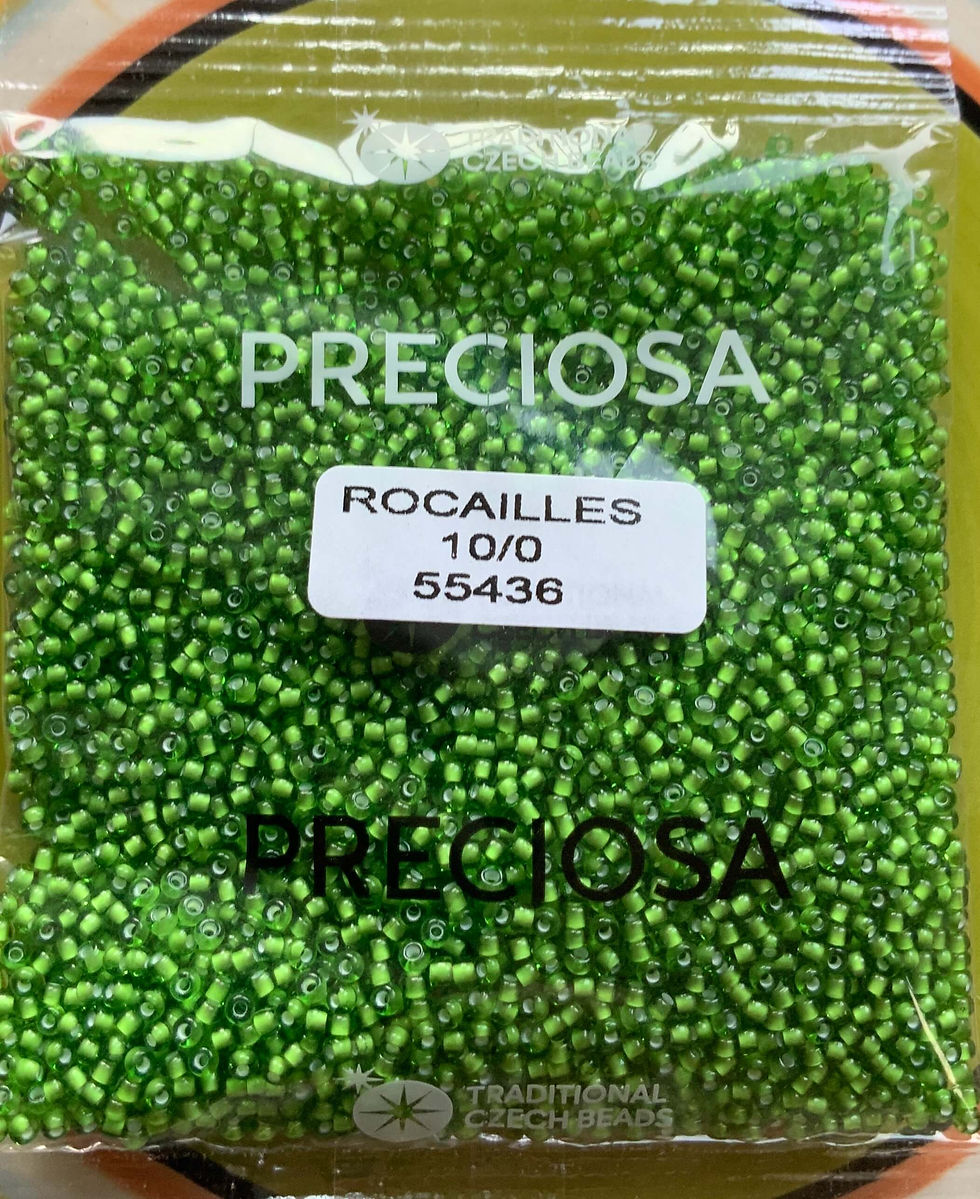 TRADITIONAL
CZECH BEADS
PRECIOSA
ROCAILLES
10/0
55436
PRECIOSA
TRADITIONAL
CZECH BEADS